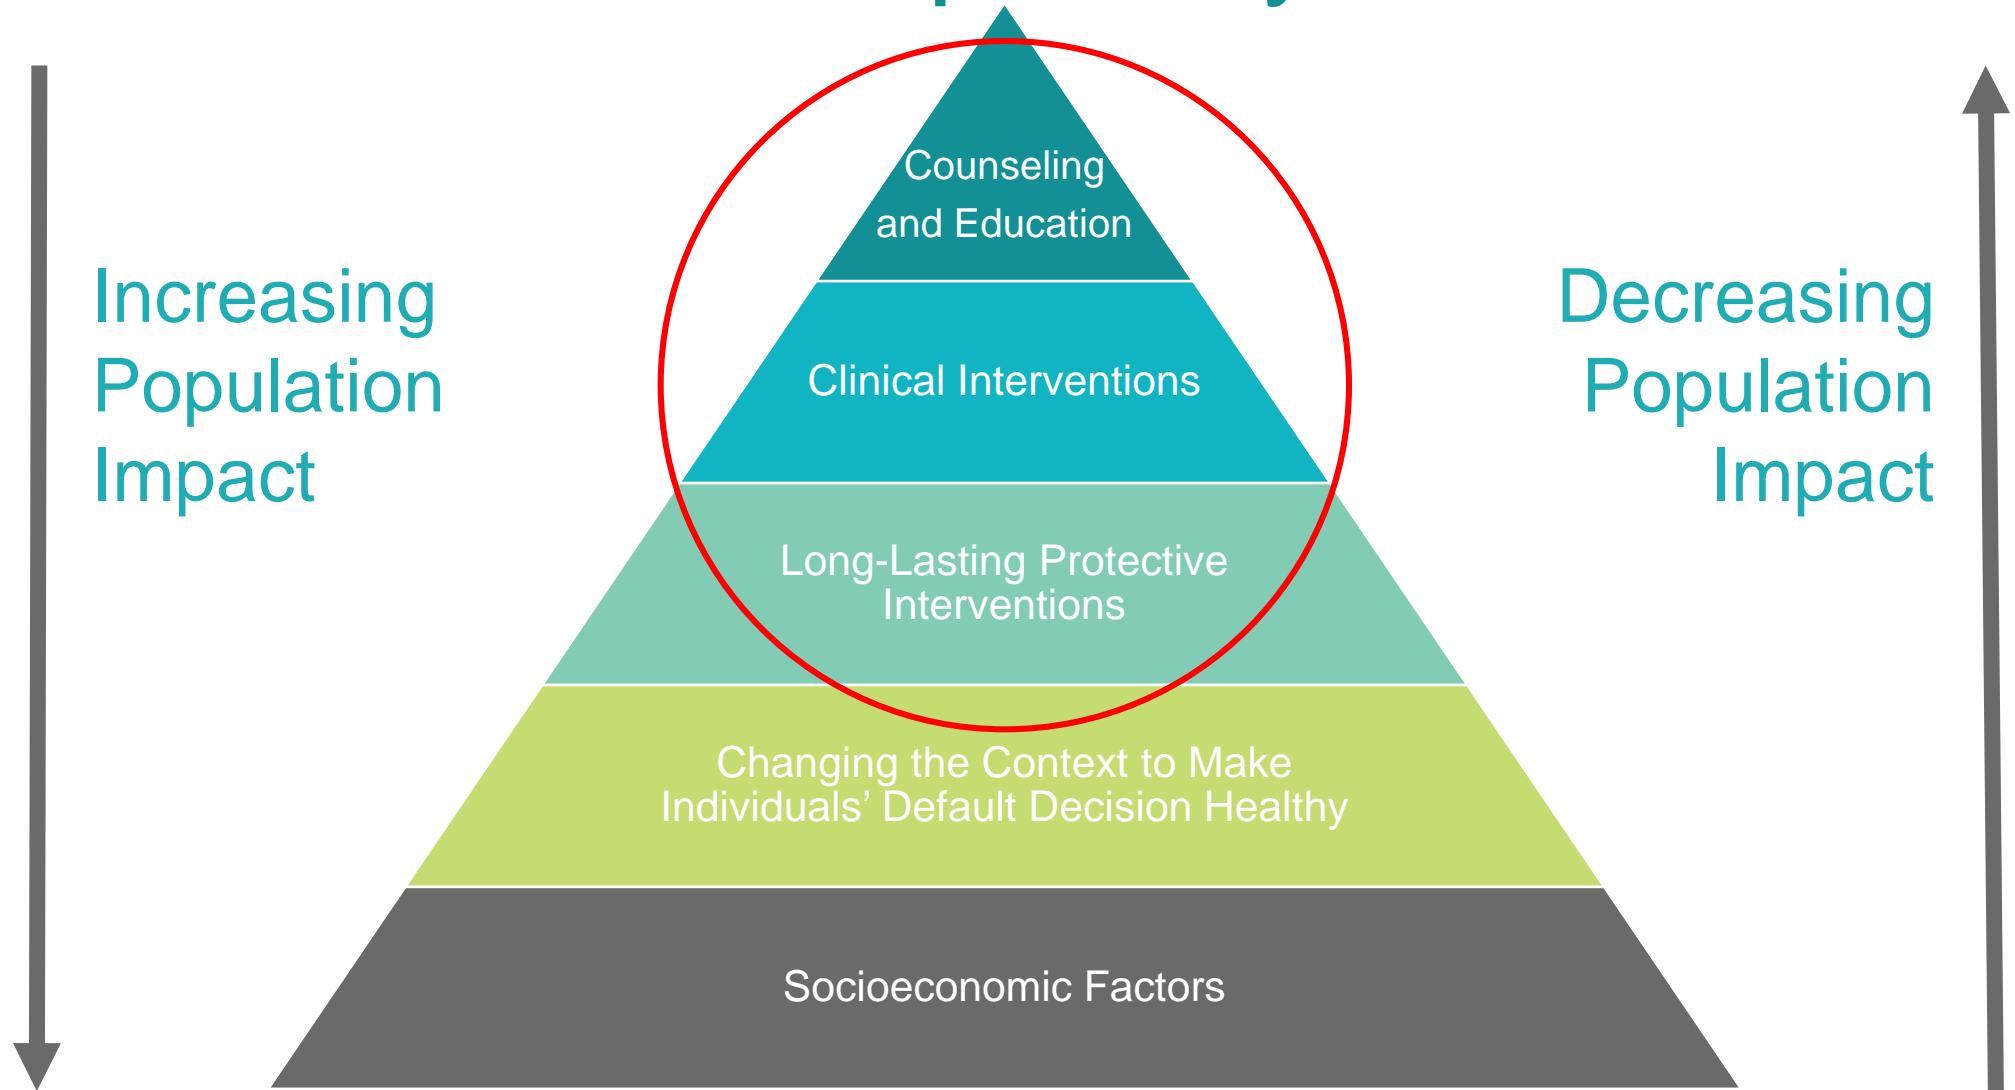 Increasing
Population
Impact
Counseling
and Education
Clinical Interventions
Long-Lasting Protective
Interventions
Changing the Context to Make
Individuals’ Default Decision Healthy
Socioeconomic Factors
Decreasing
Population
Impact